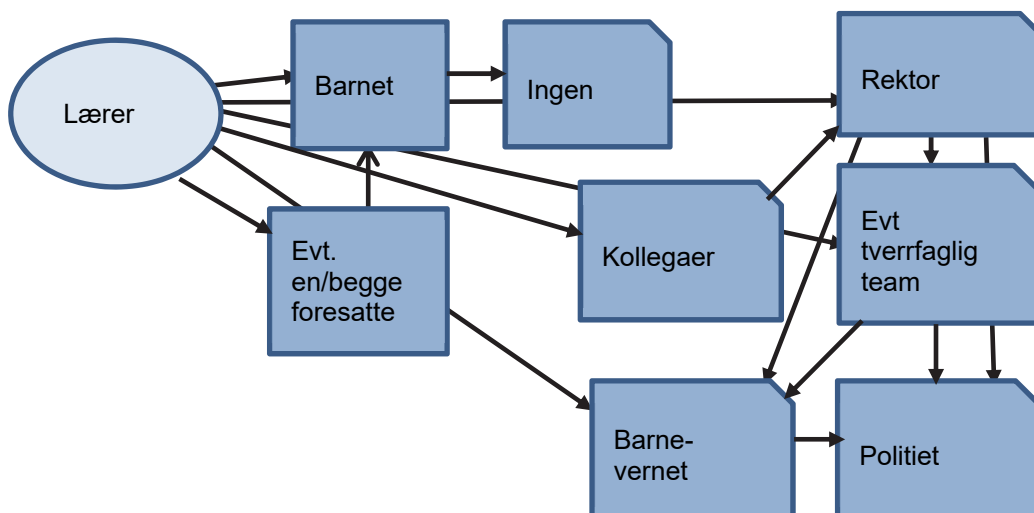 Lærer
Barnet
Ingen
Rektor
Evt.
en/begge
foresatte
Kollegaer
Evt
tverrfaglig
team
Barne-
vernet
Politiet